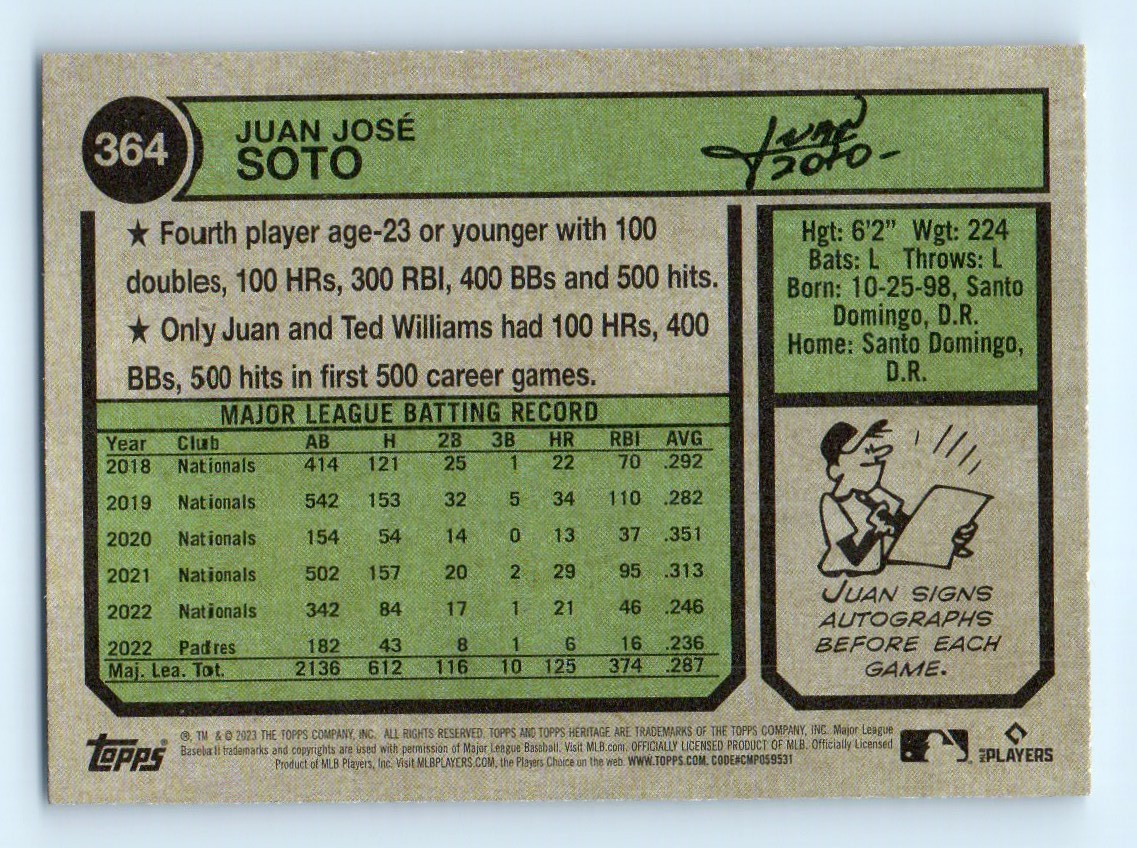 364
JUAN JOSÉ
SOTO
Juan
Soto
★ Fourth player age-23 or younger with 100
doubles, 100 HRs, 300 RBI, 400 BBs and 500 hits.
★ Only Juan and Ted Williams had 100 HRs, 400
BBs, 500 hits in first 500 career games.
MAJOR LEAGUE BATTING RECORD
Year Club AB H 2B 3B HR RBI AVG
2018 Nationals 414 121 25 1 22 70 .292
2019 Nationals 542 153 32 5 34 110 .282
2020 Nationals 154 54 14 0 13 37 .351
2021 Nationals 502 157 20 2 29 95 .313
2022 Nationals 342 84 17 1 21 46 .246
2022 Padres 182 43 8 1 6 16 .236
Maj. Lea. Tot. 2136 612 116 10 125 374 .287
Hgt: 6'2" Wgt: 224
Bats: L Throws: L
Born: 10-25-98, Santo
Domingo, D.R.
Home: Santo Domingo,
D.R.
JUAN SIGNS
AUTOGRAPHS
BEFORE EACH
GAME.
Topps
®, TM & © 2023 THE TOPPS COMPANY, INC. ALL RIGHTS RESERVED. TOPPS AND TOPPS HERITAGE ARE TRADEMARKS OF THE TOPPS COMPANY, INC. Major League
Baseball trademarks and copyrights are used with permission of Major League Baseball. Visit MLB.com. OFFICIALLY LICENSED PRODUCT OF MLB. Officially Licensed
Product of MLB Players, Inc. Visit MLBPLAYERS.COM, the Players Choice on the web. WWW.TOPPS.COM. CODE#CMP059531
MLB PLAYERS